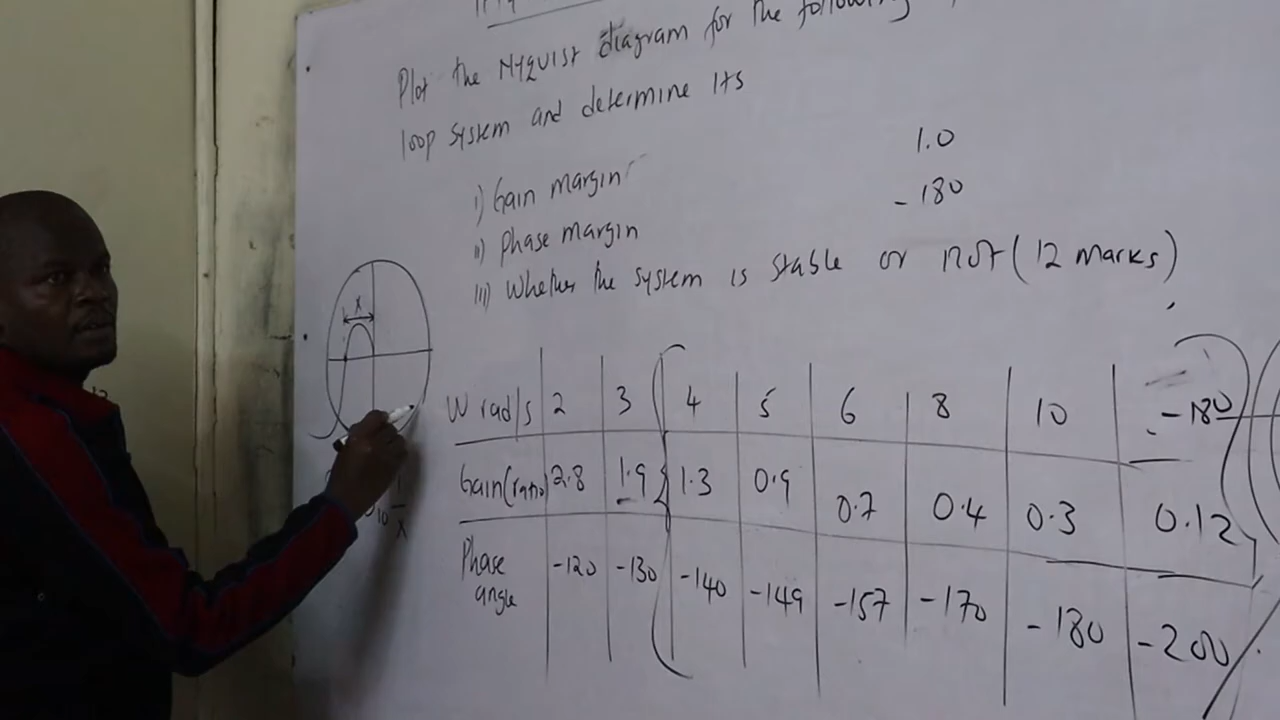 Plot the NYQUIST diagram for the following
loop system and determine its
1.0
i) Gain margin
- 180
ii) Phase margin
iii) Whether the system is stable or not (12 marks)
x
W rad/s 2 3 4 5 6 8 10 -180
Gain(ratio) 2.8 1.9 1.3 0.9 0.7 0.4 0.3 0.12
10 1/x
Phase angle -120 -130 -140 -149 -157 -170 -180 -200